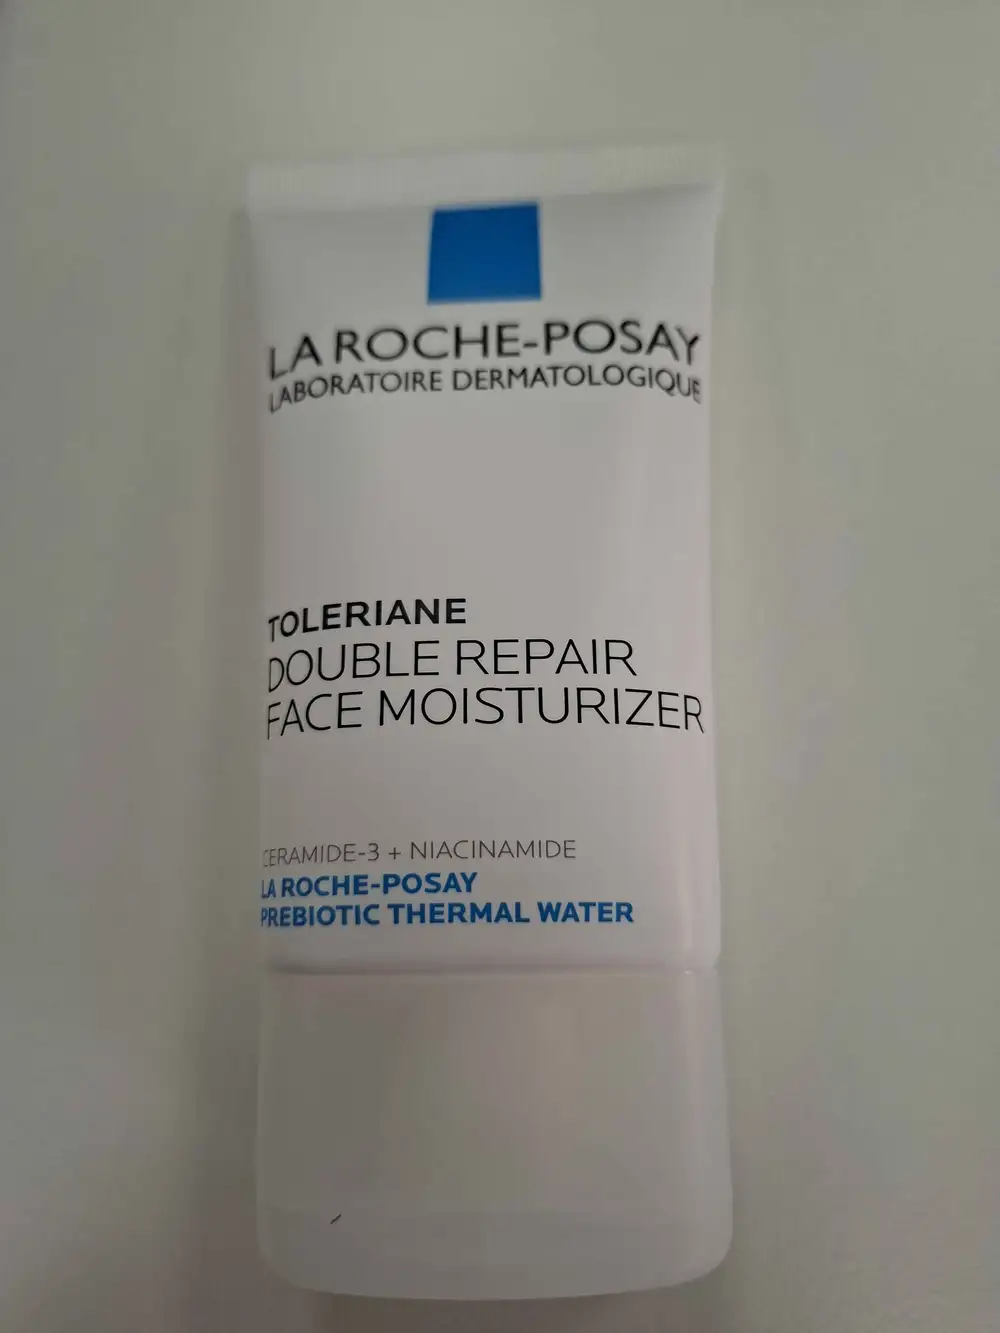 LA ROCHE-POSAY
LABORATOIRE DERMATOLOGIQUE
TOLERIANE
DOUBLE REPAIR
FACE MOISTURIZER
CERAMIDE-3 + NIACINAMIDE
LA ROCHE-POSAY
PREBIOTIC THERMAL WATER